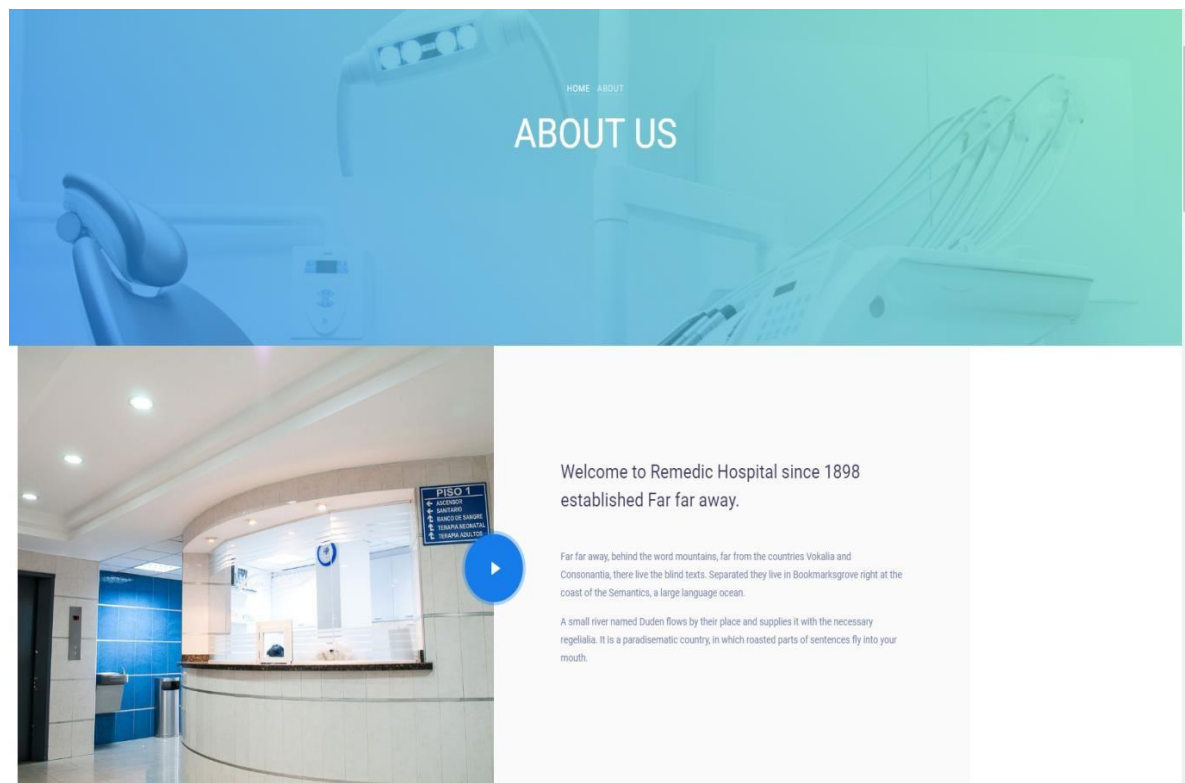 HOME ABOUT
ABOUT US
PISO 1
ASCENSOR
SANITARIO
BANCO DE SANGRE
TERAPIA NEONATAL
TERAPIA ADULTOS
Welcome to Remedic Hospital since 1898
established Far far away.
Far far away, behind the word mountains, far from the countries Vokalia and
Consonantia, there live the blind texts. Separated they live in Bookmarksgrove right at the
coast of the Semantics, a large language ocean.
A small river named Duden flows by their place and supplies it with the necessary
regelialia. It is a paradisematic country, in which roasted parts of sentences fly into your
mouth.